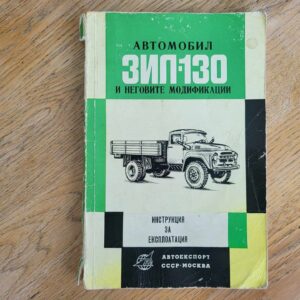 АВТОМОБИЛ
ЗИЛ-130
И НЕГОВИТЕ МОДИФИКАЦИИ
ИНСТРУКЦИЯ
ЗА
ЕКСПЛОАТАЦИЯ
АВТОЕКСПОРТ
СССР-МОСКВА